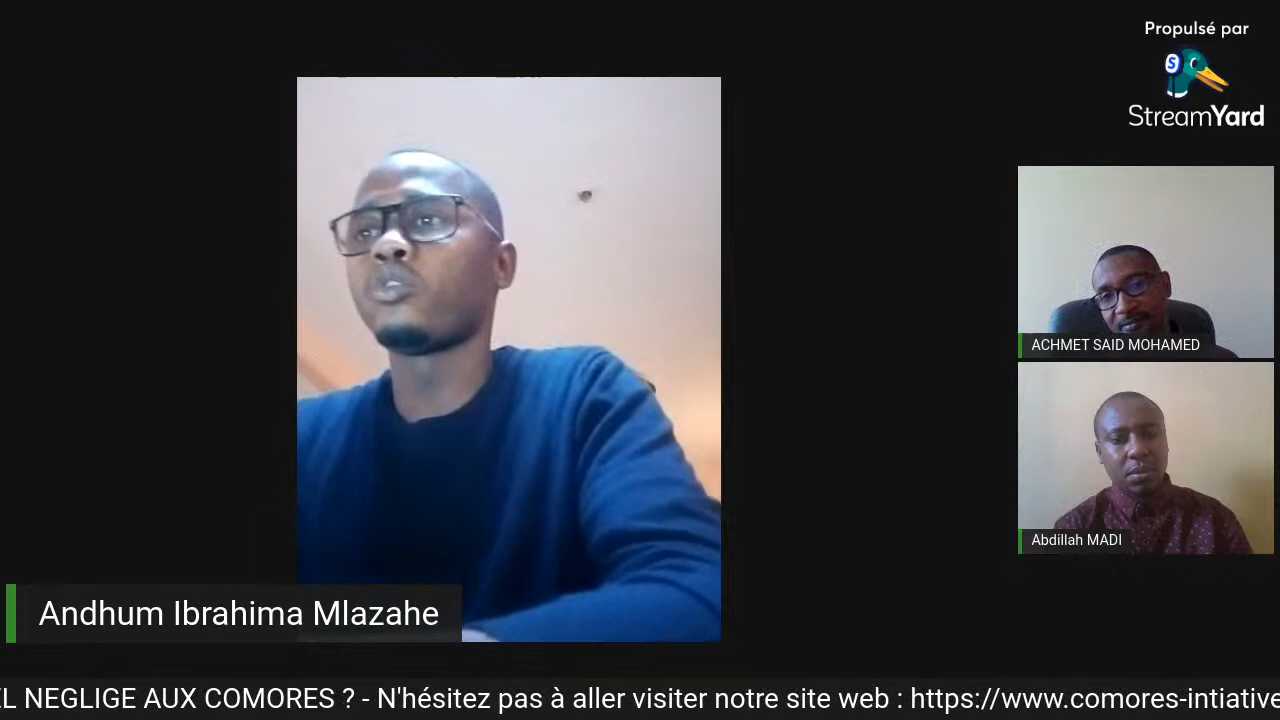 Propulsé par
StreamYard
ACHMET SAID MOHAMED
Abdillah MADI
Andhum Ibrahima Mlazahe
EL NEGLIGE AUX COMORES ? - N'hésitez pas à aller visiter notre site web : https://www.comores-intiative